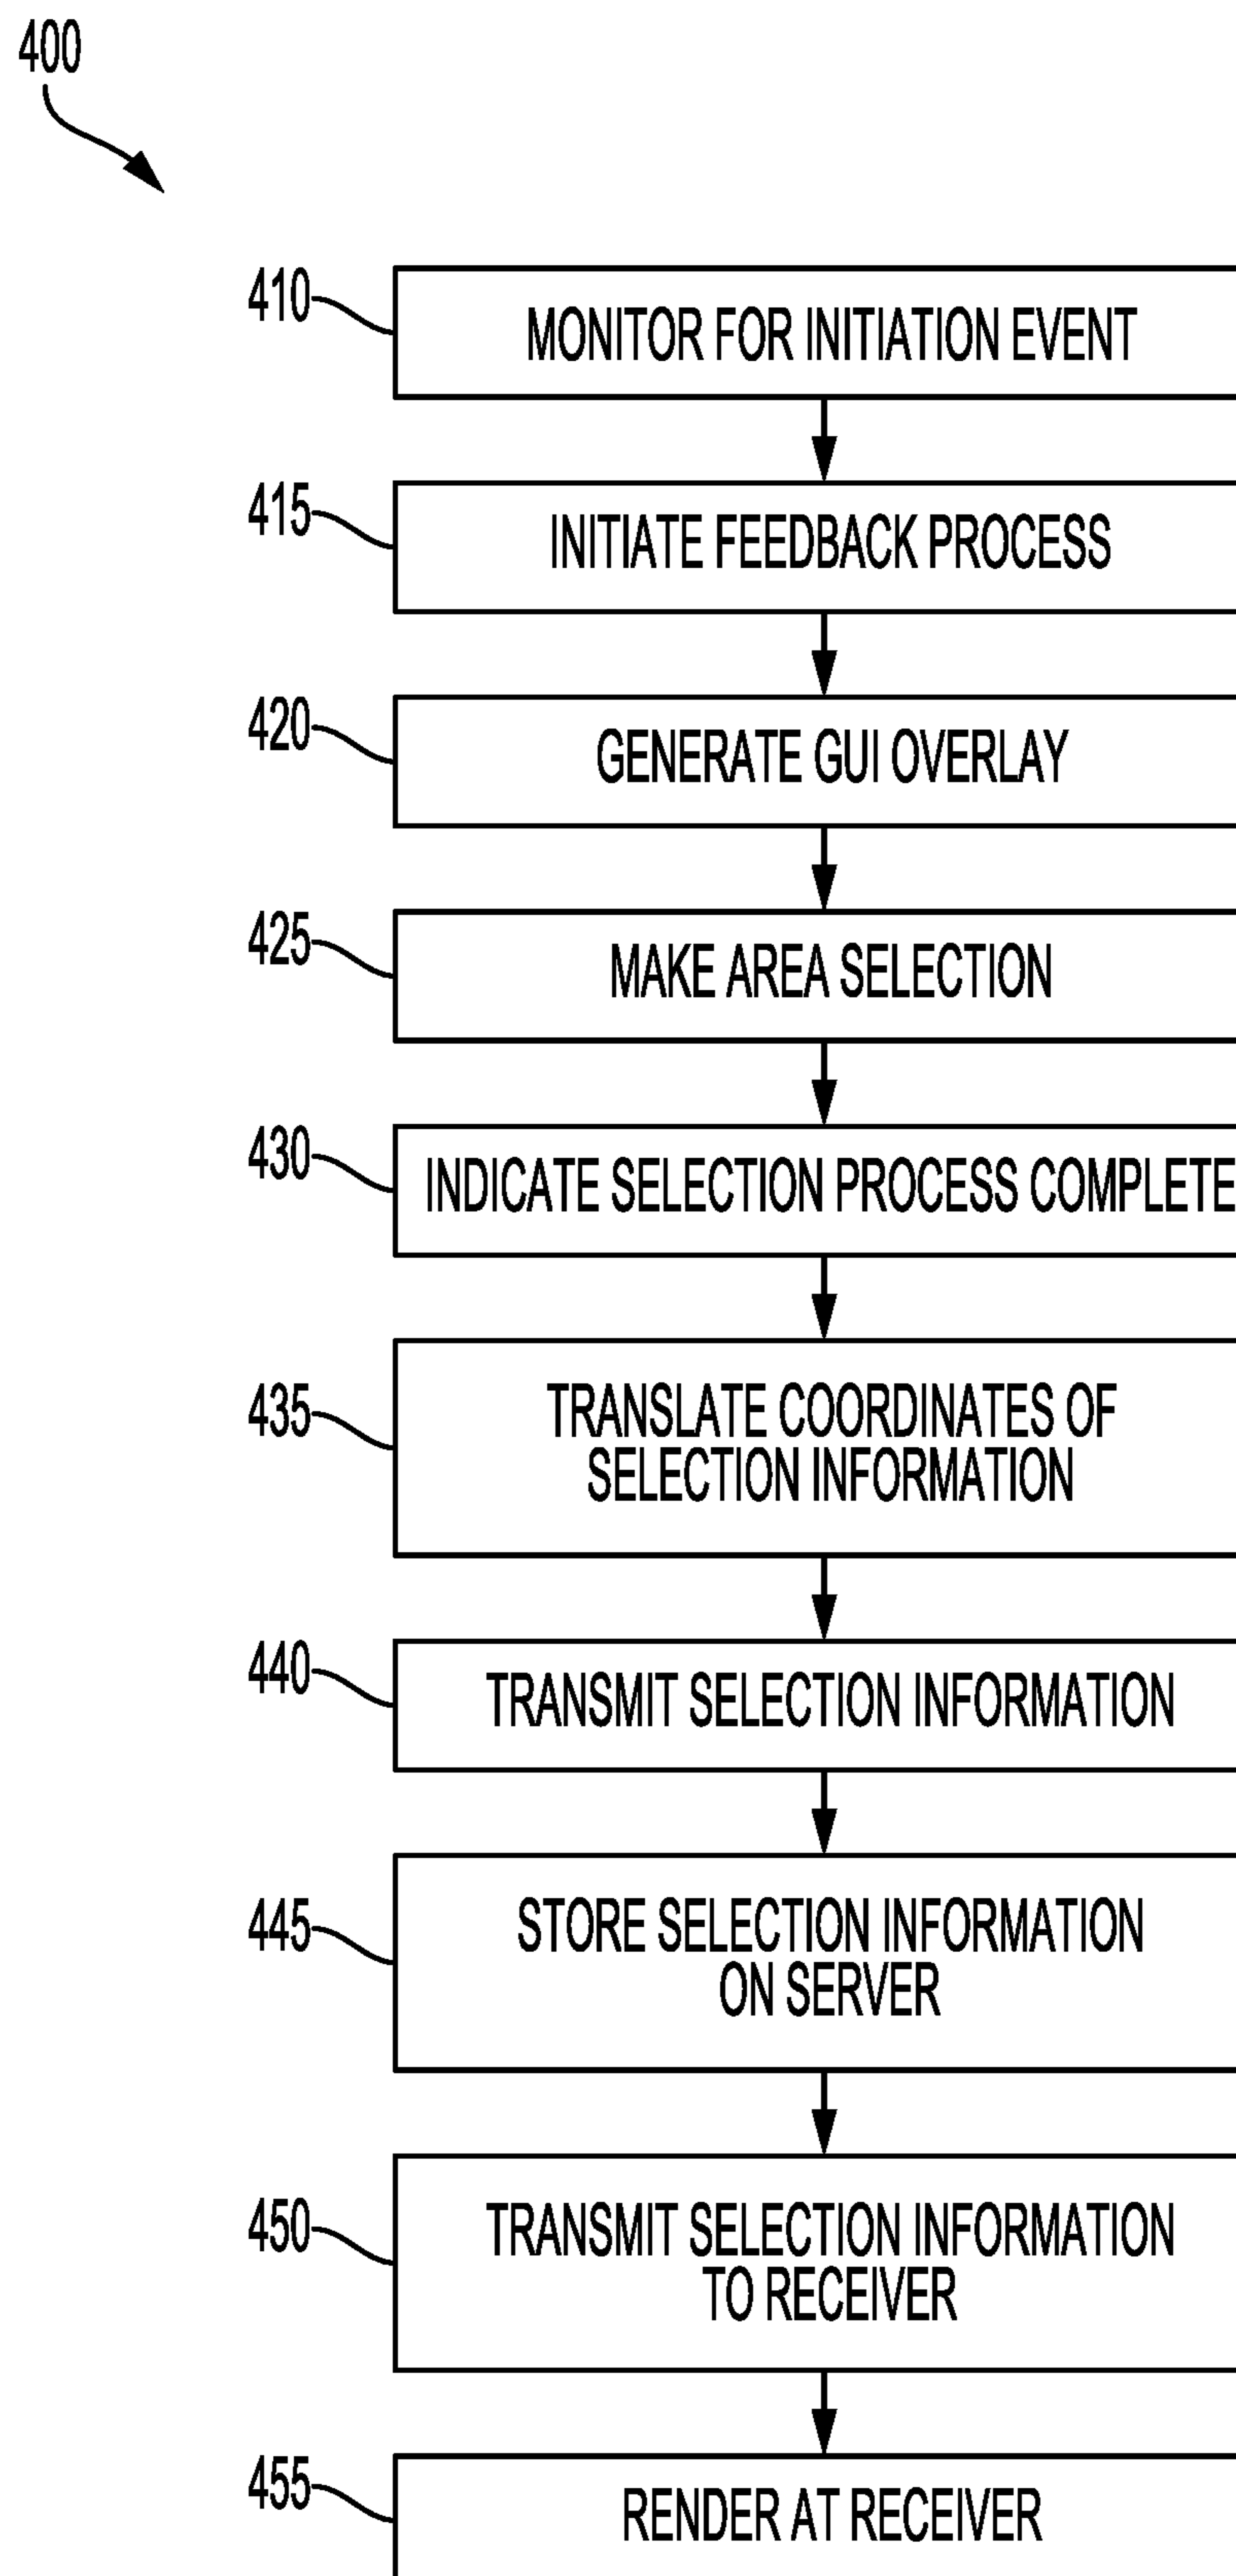 400
410
MONITOR FOR INITIATION EVENT
415
INITIATE FEEDBACK PROCESS
420
GENERATE GUI OVERLAY
425
MAKE AREA SELECTION
430
INDICATE SELECTION PROCESS COMPLETE
435
TRANSLATE COORDINATES OF
SELECTION INFORMATION
440
TRANSMIT SELECTION INFORMATION
445
STORE SELECTION INFORMATION
ON SERVER
450
TRANSMIT SELECTION INFORMATION
TO RECEIVER
455
RENDER AT RECEIVER